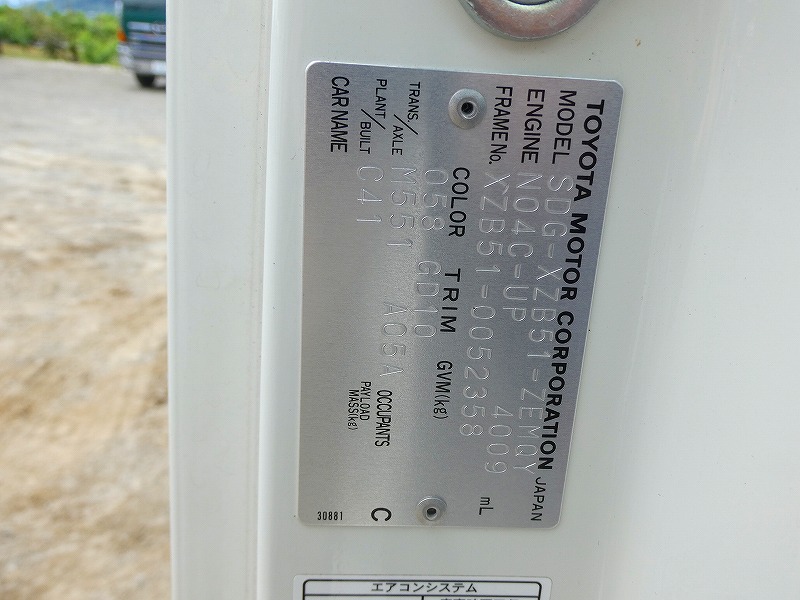 TOYOTA MOTOR CORPORATION JAPAN
MODEL SDG-XZB51-ZEMQY
ENGINE N04C-UP 4009 mL
FRAME No. XZB51-0052358
COLOR TRIM GVM(kg)
058 GD10
TRANS./AXLE M551 A05A OCCUPANTS
PLANT/BUILT C41 PAYLOAD MASS(kg)
CAR NAME
30881 C
エアコンシステム